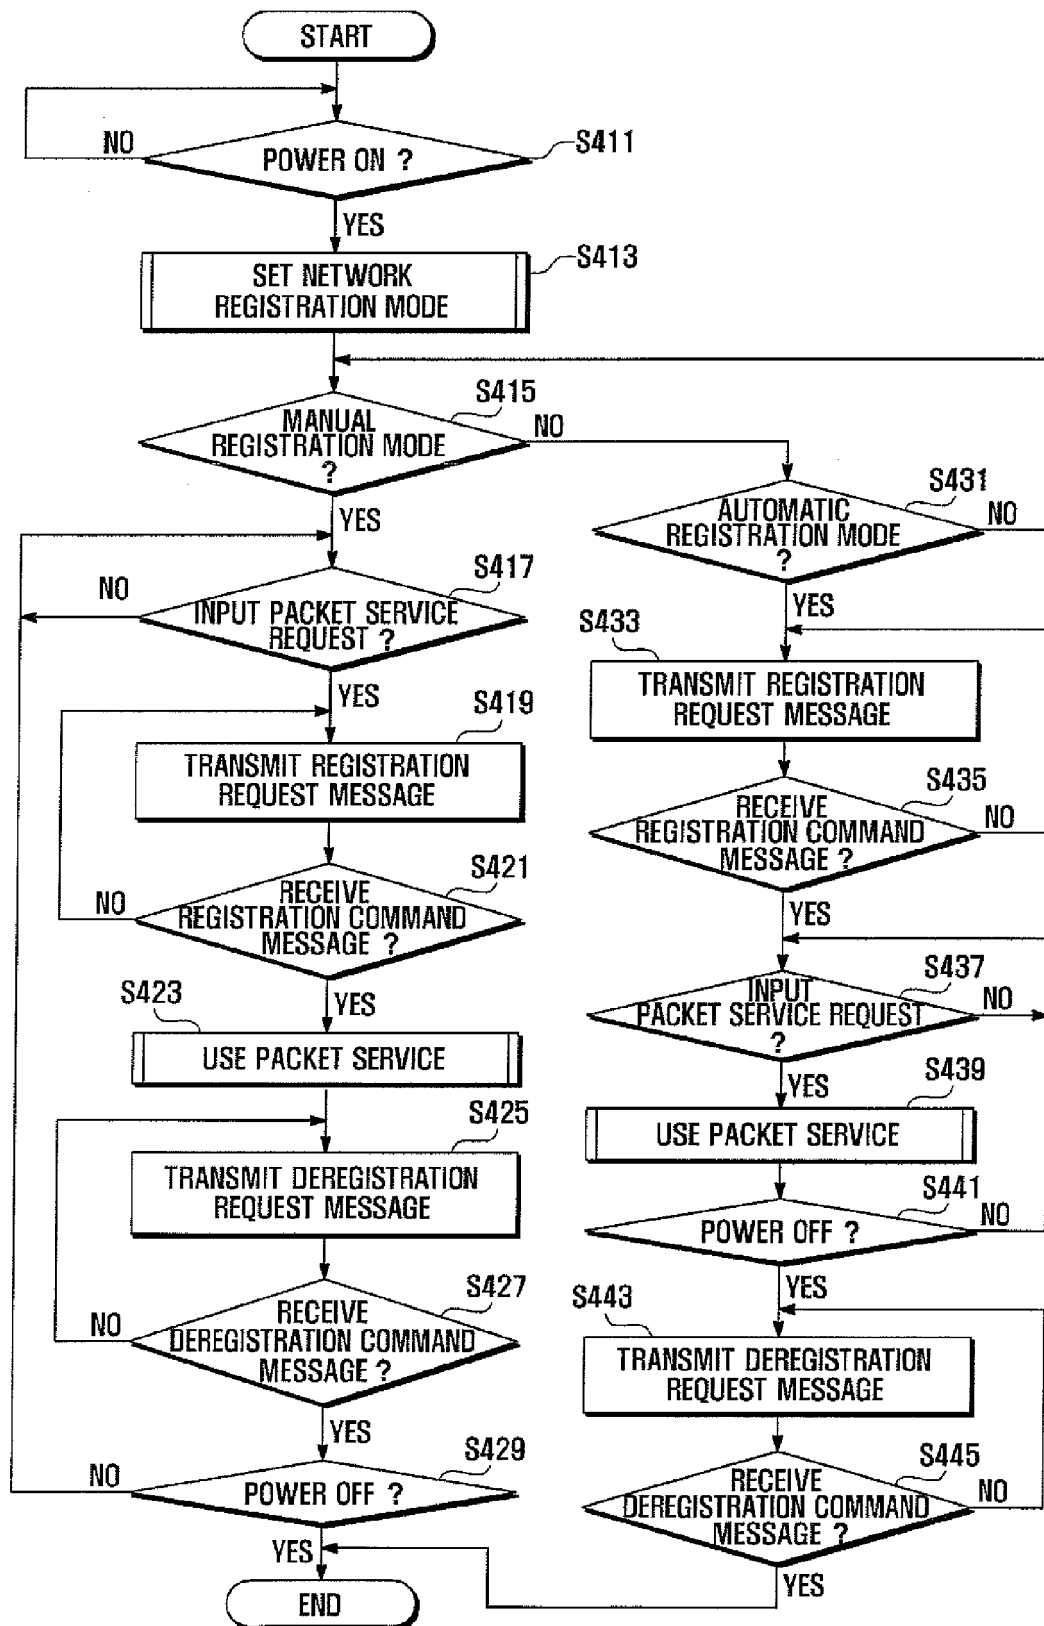 START
NO
POWER ON ?
S411
YES
SET NETWORK
REGISTRATION MODE
S413
MANUAL
REGISTRATION MODE
?
S415
NO
YES
AUTOMATIC
REGISTRATION MODE
?
S431
NO
YES
NO
INPUT PACKET SERVICE
REQUEST ?
S417
YES
S433
TRANSMIT REGISTRATION
REQUEST MESSAGE
S419
TRANSMIT REGISTRATION
REQUEST MESSAGE
RECEIVE
REGISTRATION COMMAND
MESSAGE ?
S435
NO
YES
S421
RECEIVE
REGISTRATION COMMAND
MESSAGE ?
NO
YES
INPUT
PACKET SERVICE REQUEST
?
S437
NO
YES
S423
USE PACKET SERVICE
S439
USE PACKET SERVICE
S425
TRANSMIT DEREGISTRATION
REQUEST MESSAGE
S441
POWER OFF ?
NO
YES
S427
RECEIVE
DEREGISTRATION COMMAND
MESSAGE ?
NO
YES
S443
TRANSMIT DEREGISTRATION
REQUEST MESSAGE
S429
POWER OFF ?
NO
YES
S445
RECEIVE
DEREGISTRATION COMMAND
MESSAGE ?
NO
YES
END